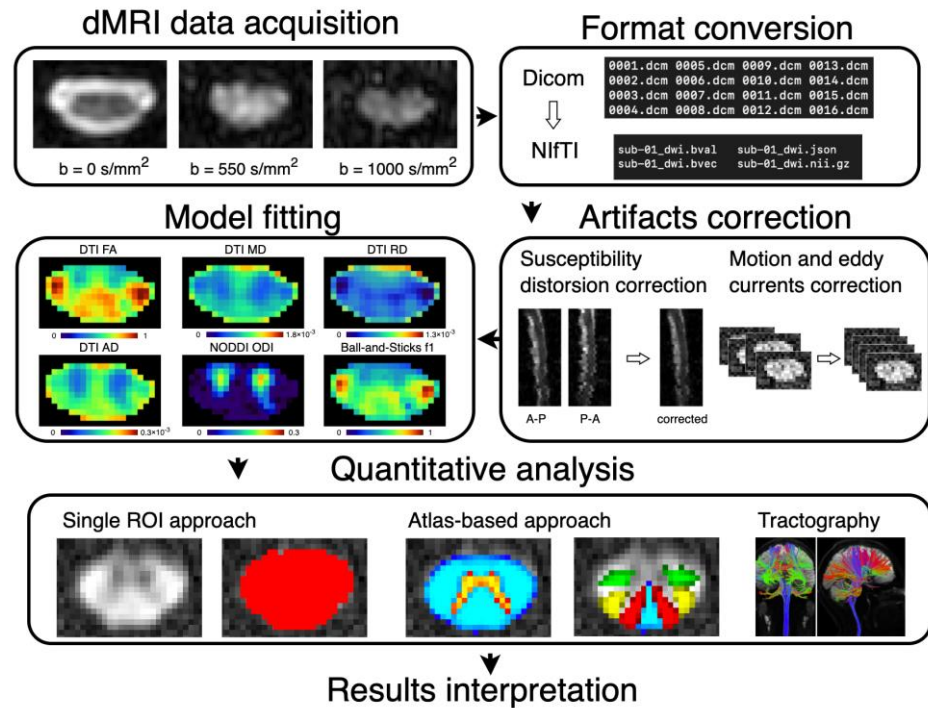 dMRI data acquisition
b = 0 s/mm²
b = 550 s/mm²
b = 1000 s/mm²
Format conversion
Dicom
0001.dcm 0005.dcm 0009.dcm 0013.dcm
0002.dcm 0006.dcm 0010.dcm 0014.dcm
0003.dcm 0007.dcm 0011.dcm 0015.dcm
0004.dcm 0008.dcm 0012.dcm 0016.dcm
NIfTI
sub-01_dwi.bval sub-01_dwi.json
sub-01_dwi.bvec sub-01_dwi.nii.gz
Model fitting
DTI FA
0 1
DTI MD
0 1.8×10⁻³
DTI RD
0 1.3×10⁻³
DTI AD
0 0.3×10⁻³
NODDI ODI
0 0.3
Ball-and-Sticks f1
0 1
Artifacts correction
Susceptibility
distorsion correction
A-P
P-A
corrected
Motion and eddy
currents correction
Quantitative analysis
Single ROI approach
Atlas-based approach
Tractography
Results interpretation